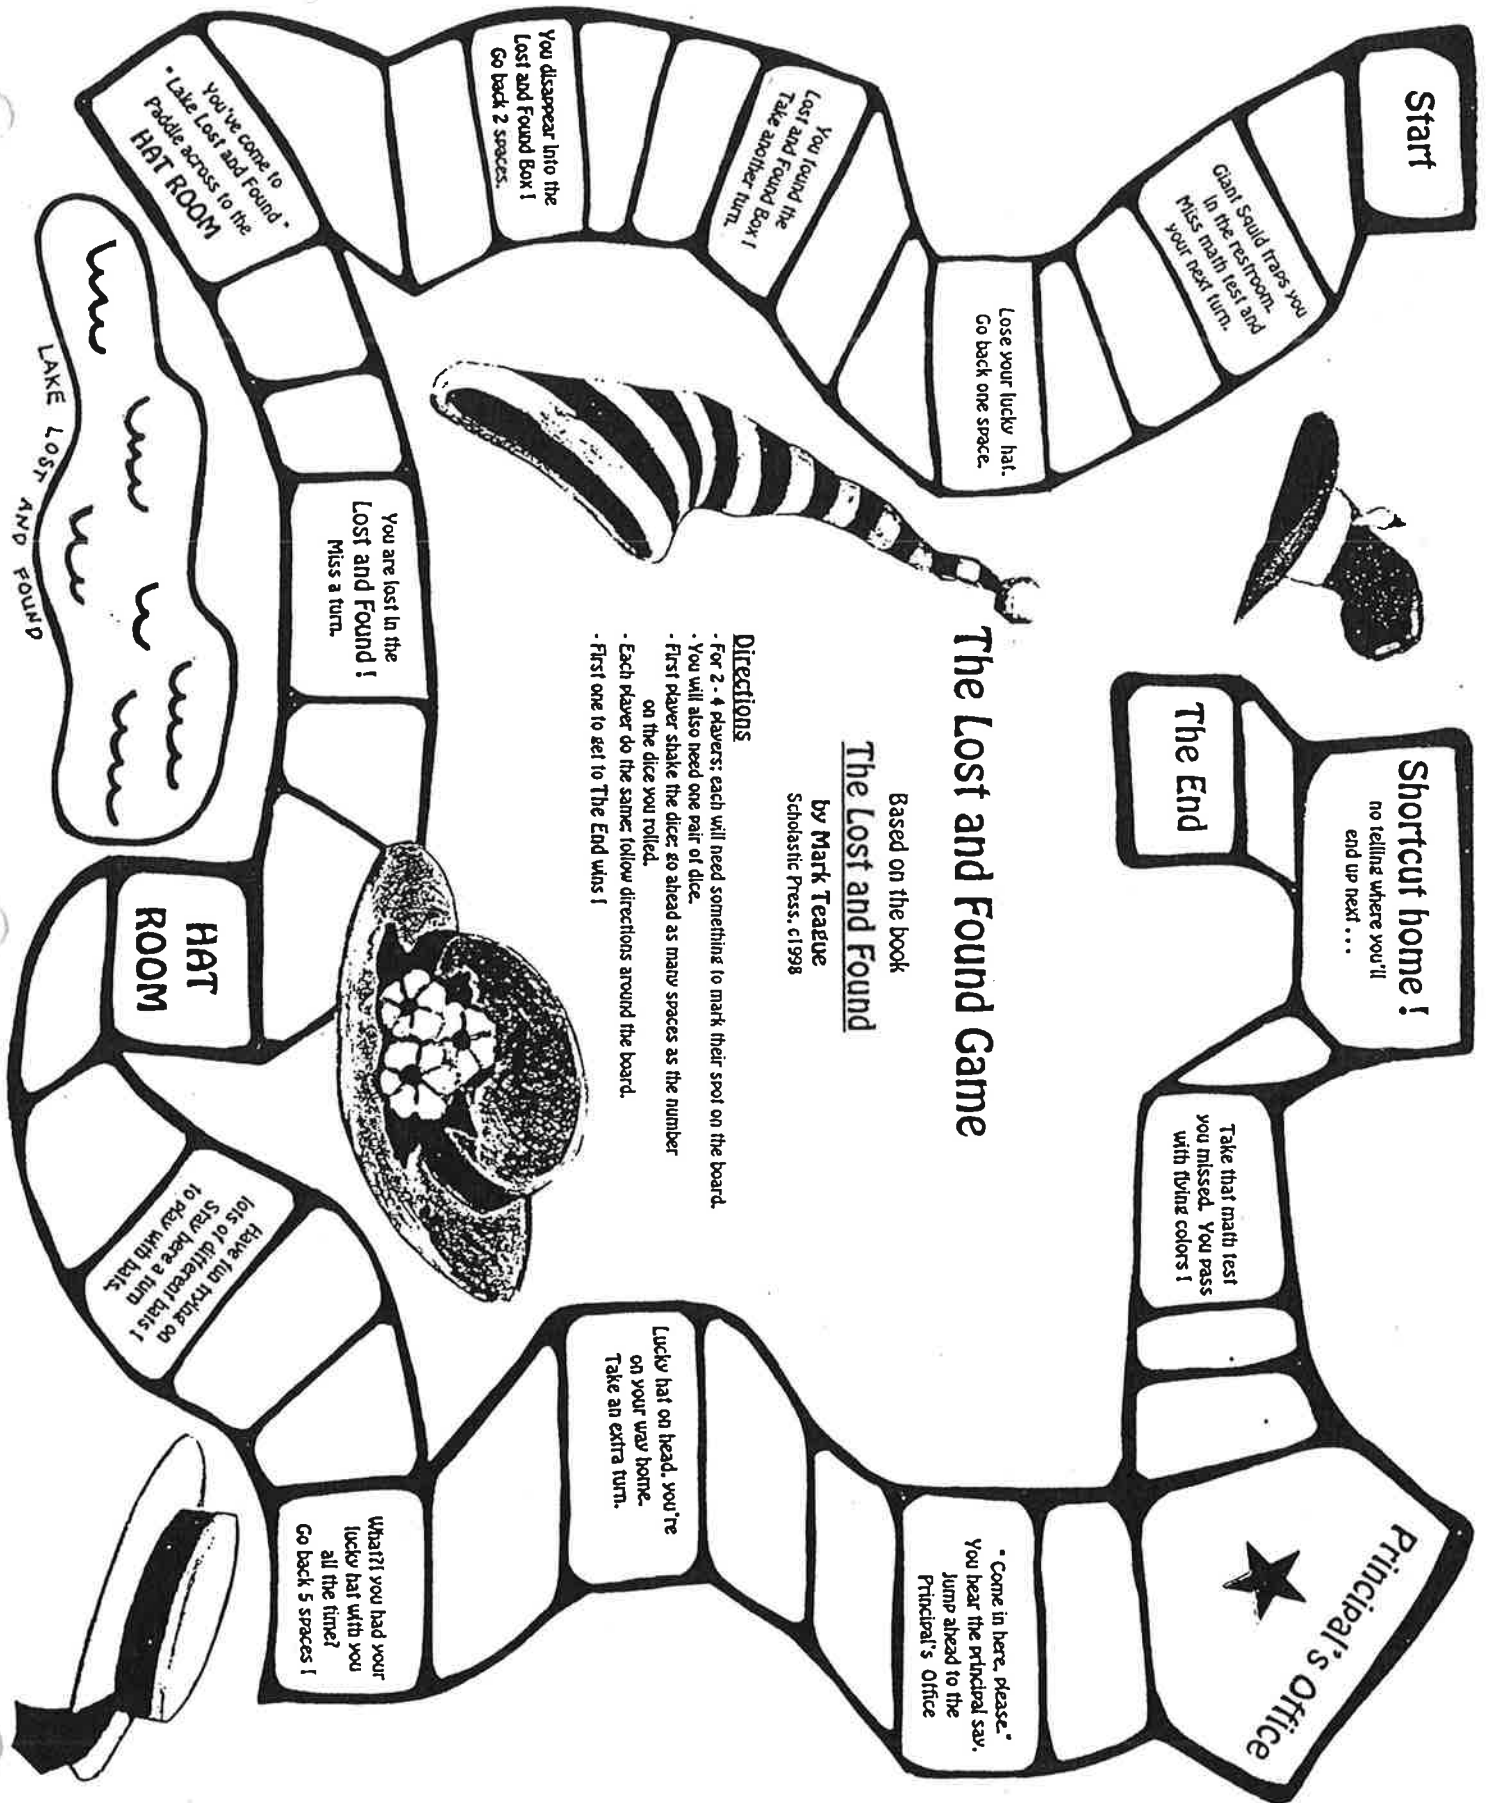 Start
Giant Squid traps you
in the restroom.
Miss math test and
your next turn.
Lose your lucky hat.
Go back one space.
You found the
Lost and Found Box !
Take another turn.
You disappear into the
Lost and Found Box !
Go back 2 spaces.
You've come to
"Lake Lost and Found"
Paddle across to the
HAT ROOM
LAKE LOST AND FOUND
You are lost in the
Lost and Found !
Miss a turn.
HAT
ROOM
Have fun trying on
lots of different hats !
Stay here a turn
to play with hats.
What?! you had your
lucky hat with you
all the time?
Go back 5 spaces !
Lucky hat on head, you're
on your way home.
Take an extra turn.
"Come in here, please."
You hear the principal say.
Jump ahead to the
Principal's Office
Principal's Office
Take that math test
you missed. You pass
with flying colors !
Shortcut home !
no telling where you'll
end up next . . .
The End
The Lost and Found Game
Based on the book
The Lost and Found
by Mark Teague
Scholastic Press, c1998
Directions
- For 2 - 4 players; each will need something to mark their spot on the board.
- You will also need one pair of dice.
- First player shake the dice; go ahead as many spaces as the number
on the dice you rolled.
- Each player do the same; follow directions around the board.
- First one to get to The End wins !